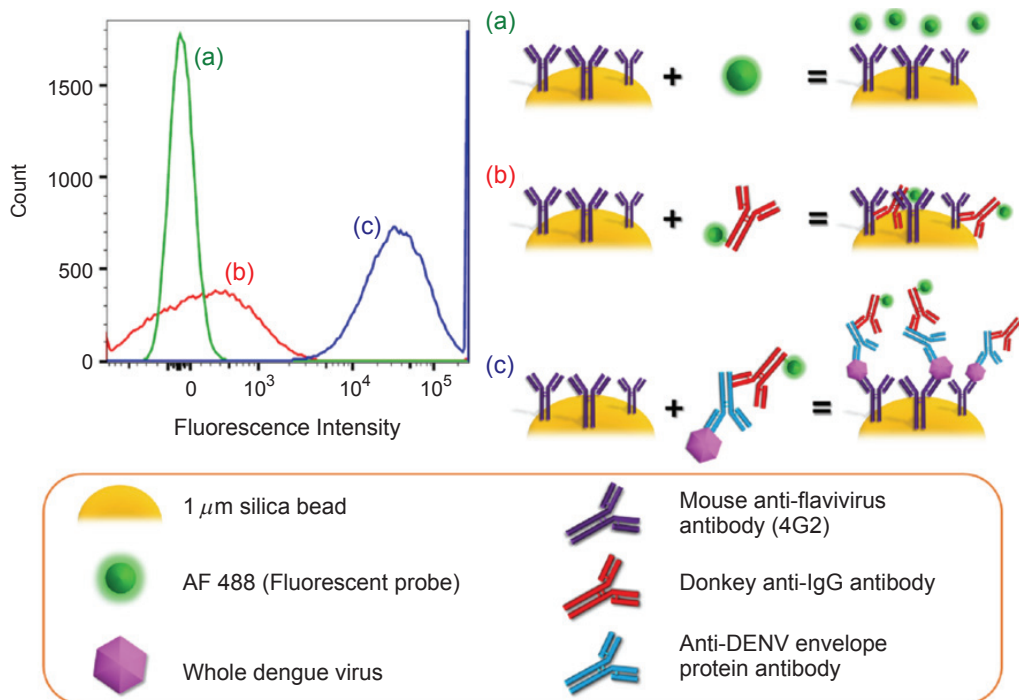 1500
1000
500
0
Count
(a)
(b)
(c)
0
10³
10⁴
10⁵
Fluorescence Intensity
(a)
+
=
(b)
+
=
(c)
+
=
1 μm silica bead
AF 488 (Fluorescent probe)
Whole dengue virus
Mouse anti-flavivirus
antibody (4G2)
Donkey anti-IgG antibody
Anti-DENV envelope
protein antibody